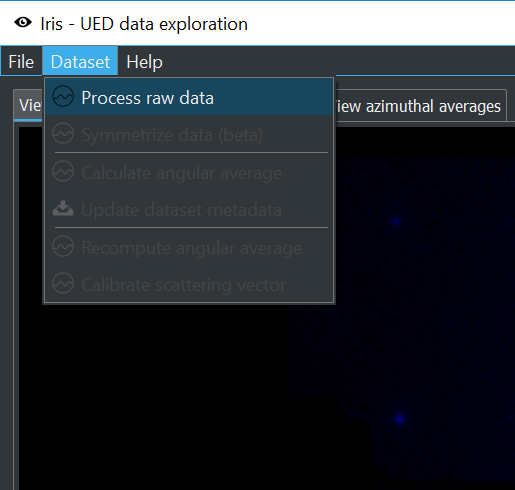 Iris - UED data exploration
File Dataset Help
Process raw data
Symmetrize data (beta)
Calculate angular average
Update dataset metadata
Recompute angular average
Calibrate scattering vector
iew azimuthal averages